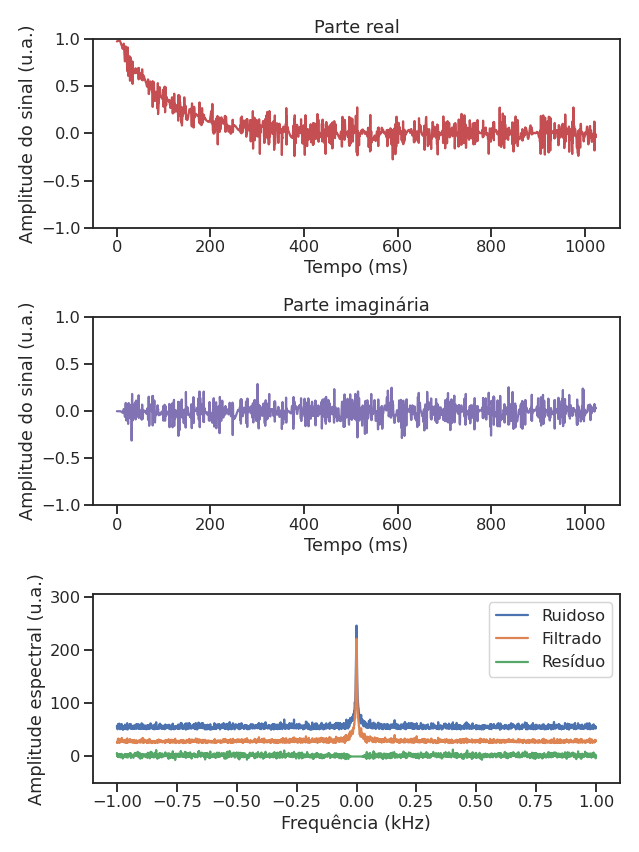 Parte real
Amplitude do sinal (u.a.)
1.0
0.5
0.0
−0.5
−1.0
0 200 400 600 800 1000
Tempo (ms)
Parte imaginária
Amplitude do sinal (u.a.)
1.0
0.5
0.0
−0.5
−1.0
0 200 400 600 800 1000
Tempo (ms)
Amplitude espectral (u.a.)
300
200
100
0
Ruidoso
Filtrado
Resíduo
−1.00 −0.75 −0.50 −0.25 0.00 0.25 0.50 0.75 1.00
Frequência (kHz)